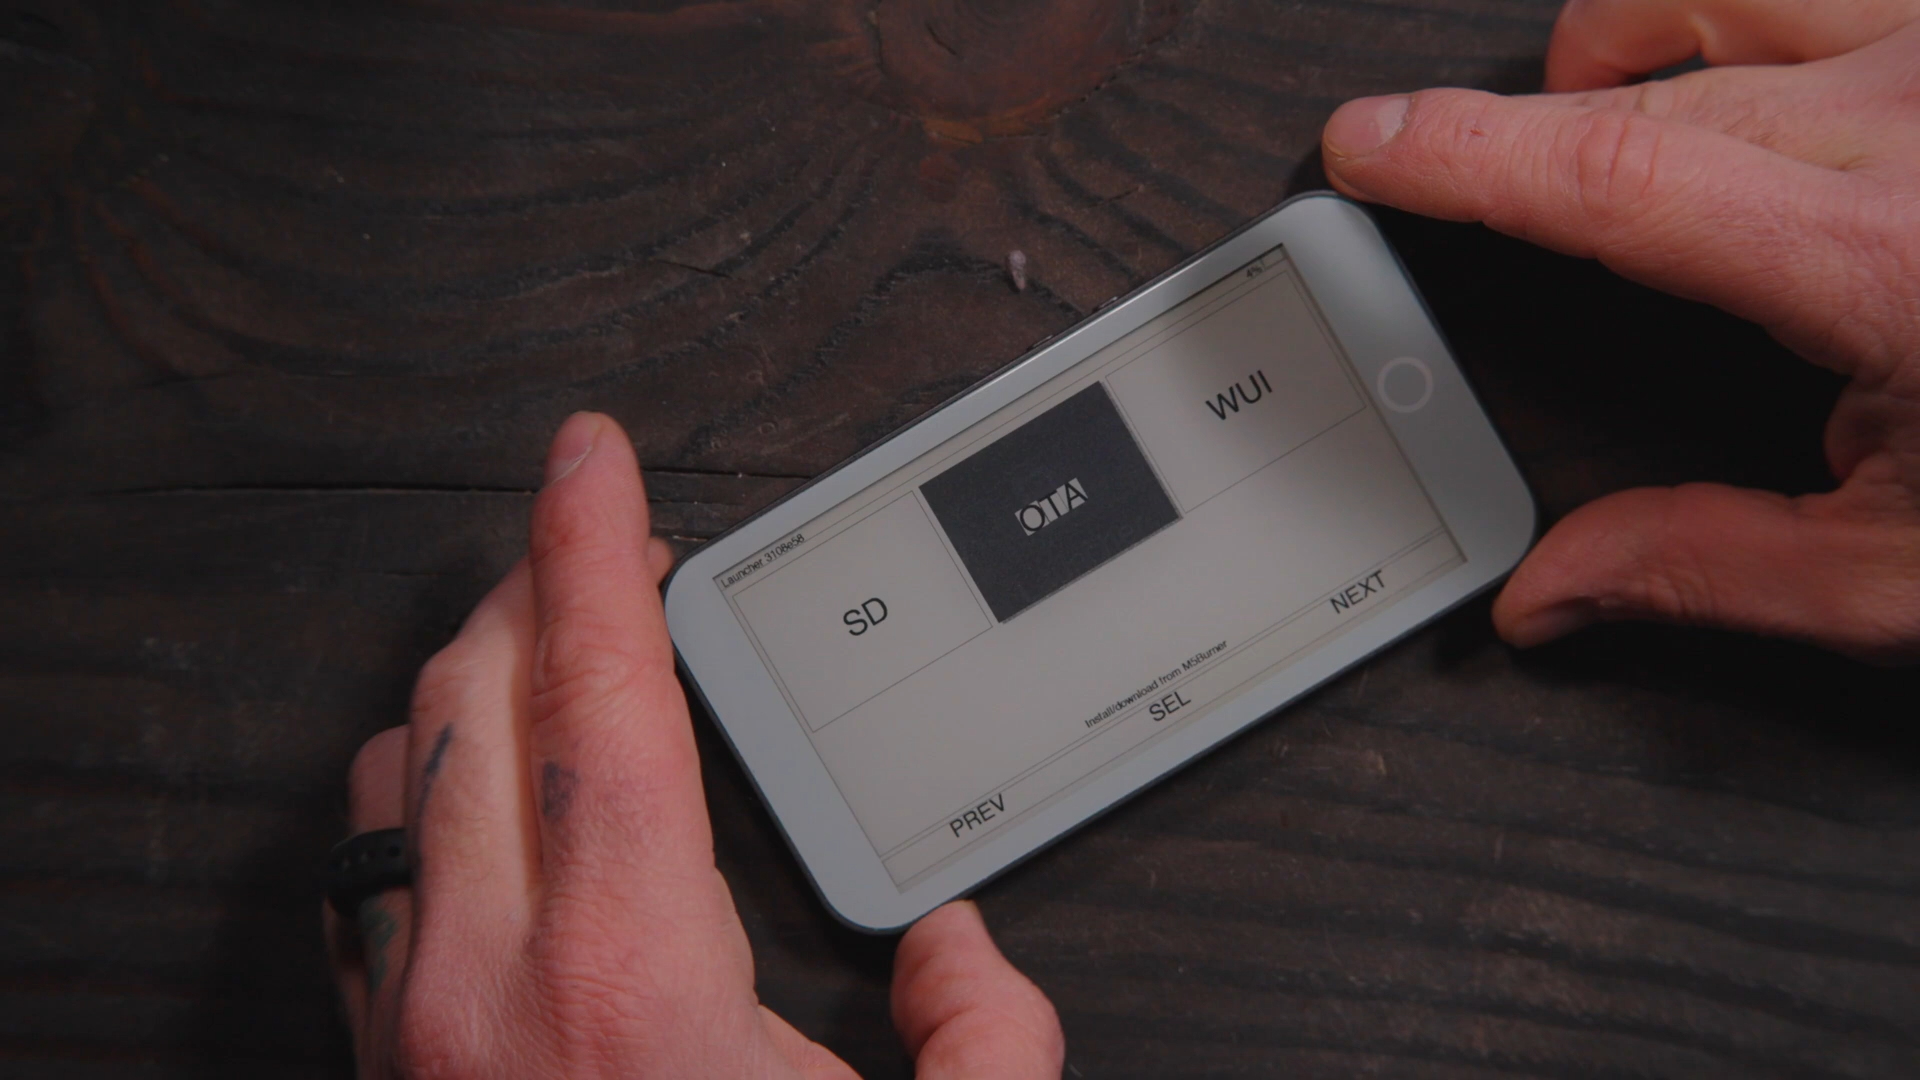 Launcher 3108e58
4%
SD
OTA
WUI
Install/download from M5Burner
PREV
SEL
NEXT